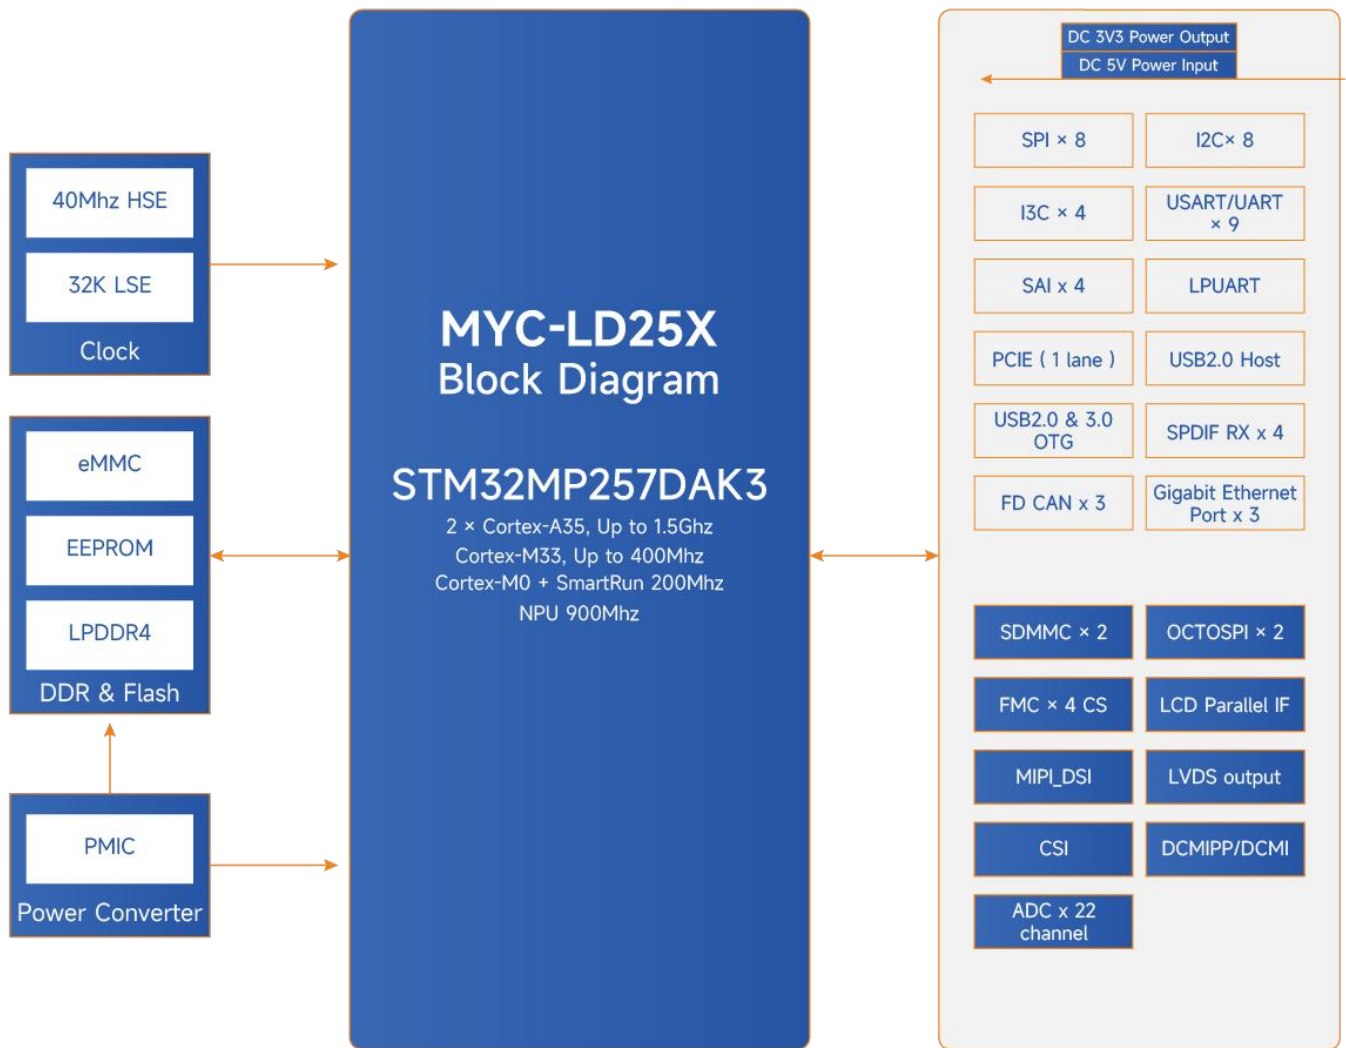 40Mhz HSE
32K LSE
Clock
eMMC
EEPROM
LPDDR4
DDR & Flash
PMIC
Power Converter
MYC-LD25X
Block Diagram
STM32MP257DAK3
2 × Cortex-A35, Up to 1.5Ghz
Cortex-M33, Up to 400Mhz
Cortex-M0 + SmartRun 200Mhz
NPU 900Mhz
DC 3V3 Power Output
DC 5V Power Input
SPI × 8
I2C× 8
I3C × 4
USART/UART
× 9
SAI x 4
LPUART
PCIE ( 1 lane )
USB2.0 Host
USB2.0 & 3.0
OTG
SPDIF RX x 4
FD CAN x 3
Gigabit Ethernet
Port x 3
SDMMC × 2
OCTOSPI × 2
FMC × 4 CS
LCD Parallel IF
MIPI_DSI
LVDS output
CSI
DCMIPP/DCMI
ADC x 22
channel